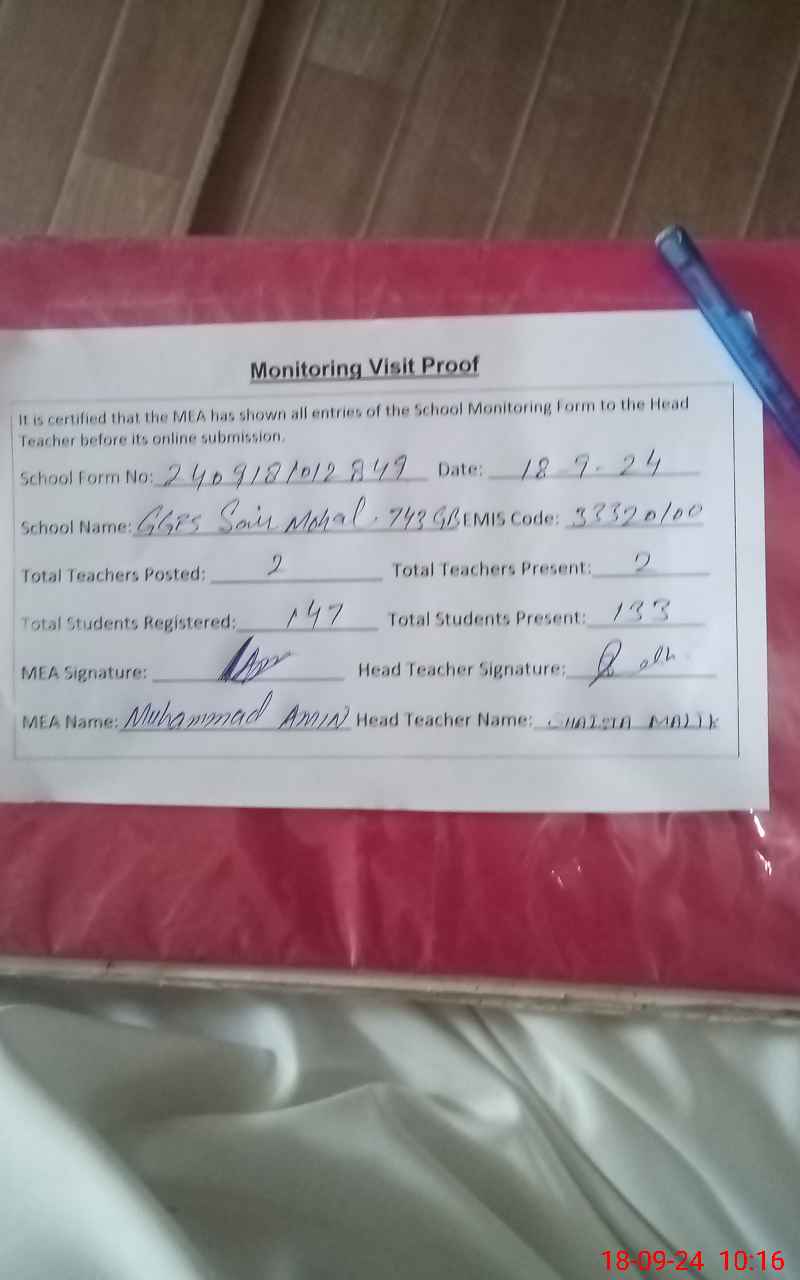 Monitoring Visit Proof
It is certified that the MEA has shown all entries of the School Monitoring Form to the Head
Teacher before its online submission.
School Form No: 2409181012849 Date: 18-9-24
School Name: GGPS Sain Mohal. 743 GB EMIS Code: 33320100
Total Teachers Posted: 2 Total Teachers Present: 2
Total Students Registered: 147 Total Students Present: 133
MEA Signature: Head Teacher Signature:
MEA Name: Muhammad AMIN Head Teacher Name: SHAISTA MALIK
18-09-24 10:16